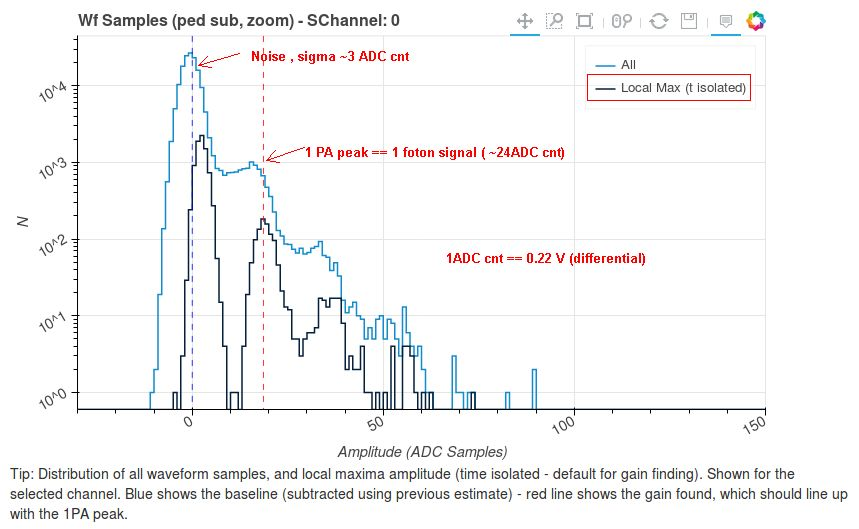 Wf Samples (ped sub, zoom) - SChannel: 0
Noise , sigma ~3 ADC cnt
All
Local Max (t isolated)
10^4
10^3
1 PA peak == 1 foton signal ( ~24ADC cnt)
N
10^2
1ADC cnt == 0.22 V (differential)
10^1
10^0
0
50
100
150
Amplitude (ADC Samples)
Tip: Distribution of all waveform samples, and local maxima amplitude (time isolated - default for gain finding). Shown for the
selected channel. Blue shows the baseline (subtracted using previous estimate) - red line shows the gain found, which should line up
with the 1PA peak.